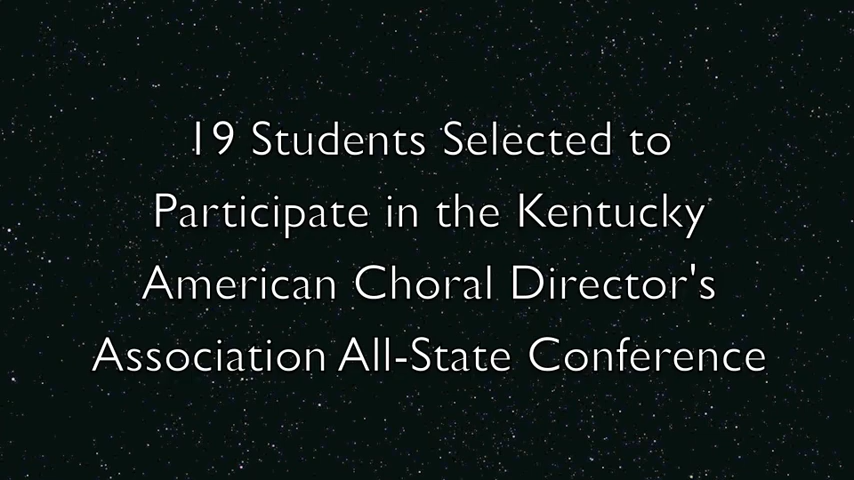 19 Students Selected to
Participate in the Kentucky
American Choral Director's
Association All-State Conference